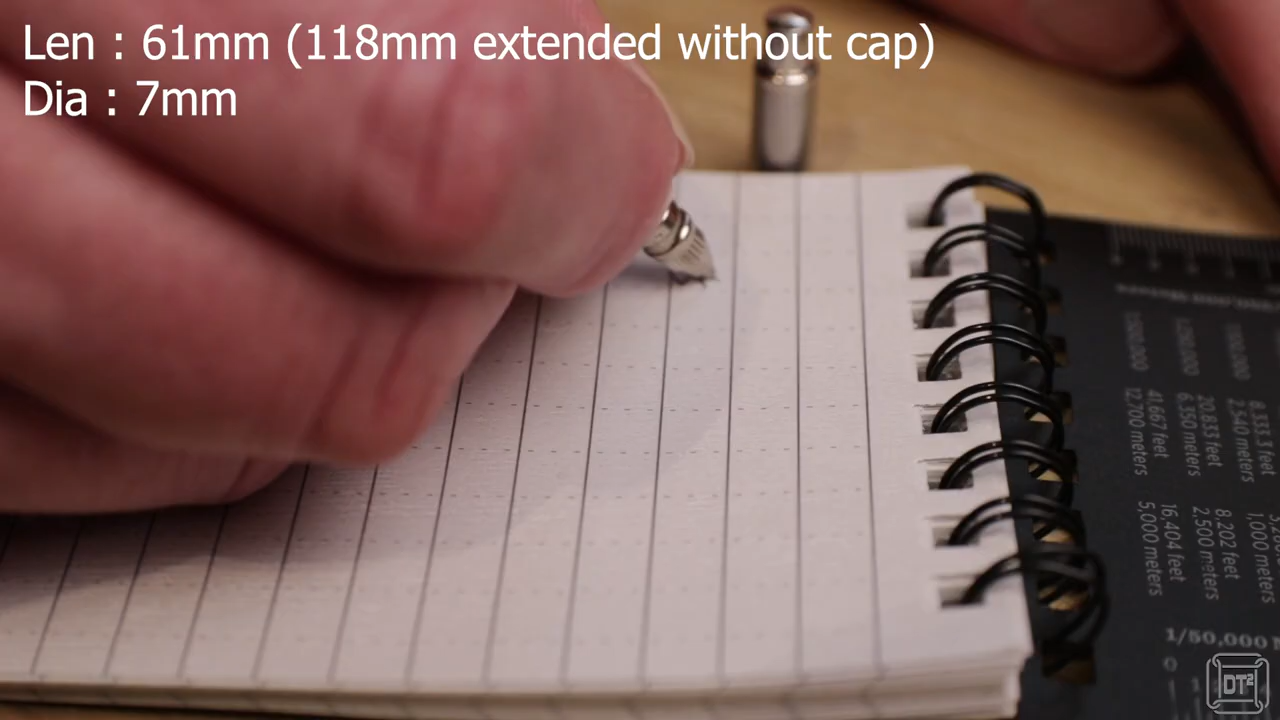 Len : 61mm (118mm extended without cap)
Dia : 7mm
41,667 feet
12,700 meters
6,350 meters
20,833 feet
2,540 meters
8,333.3 feet
16,404 feet
5,000 meters
8,202 feet
2,500 meters
1,000 meters
1/50,000
0
DT²